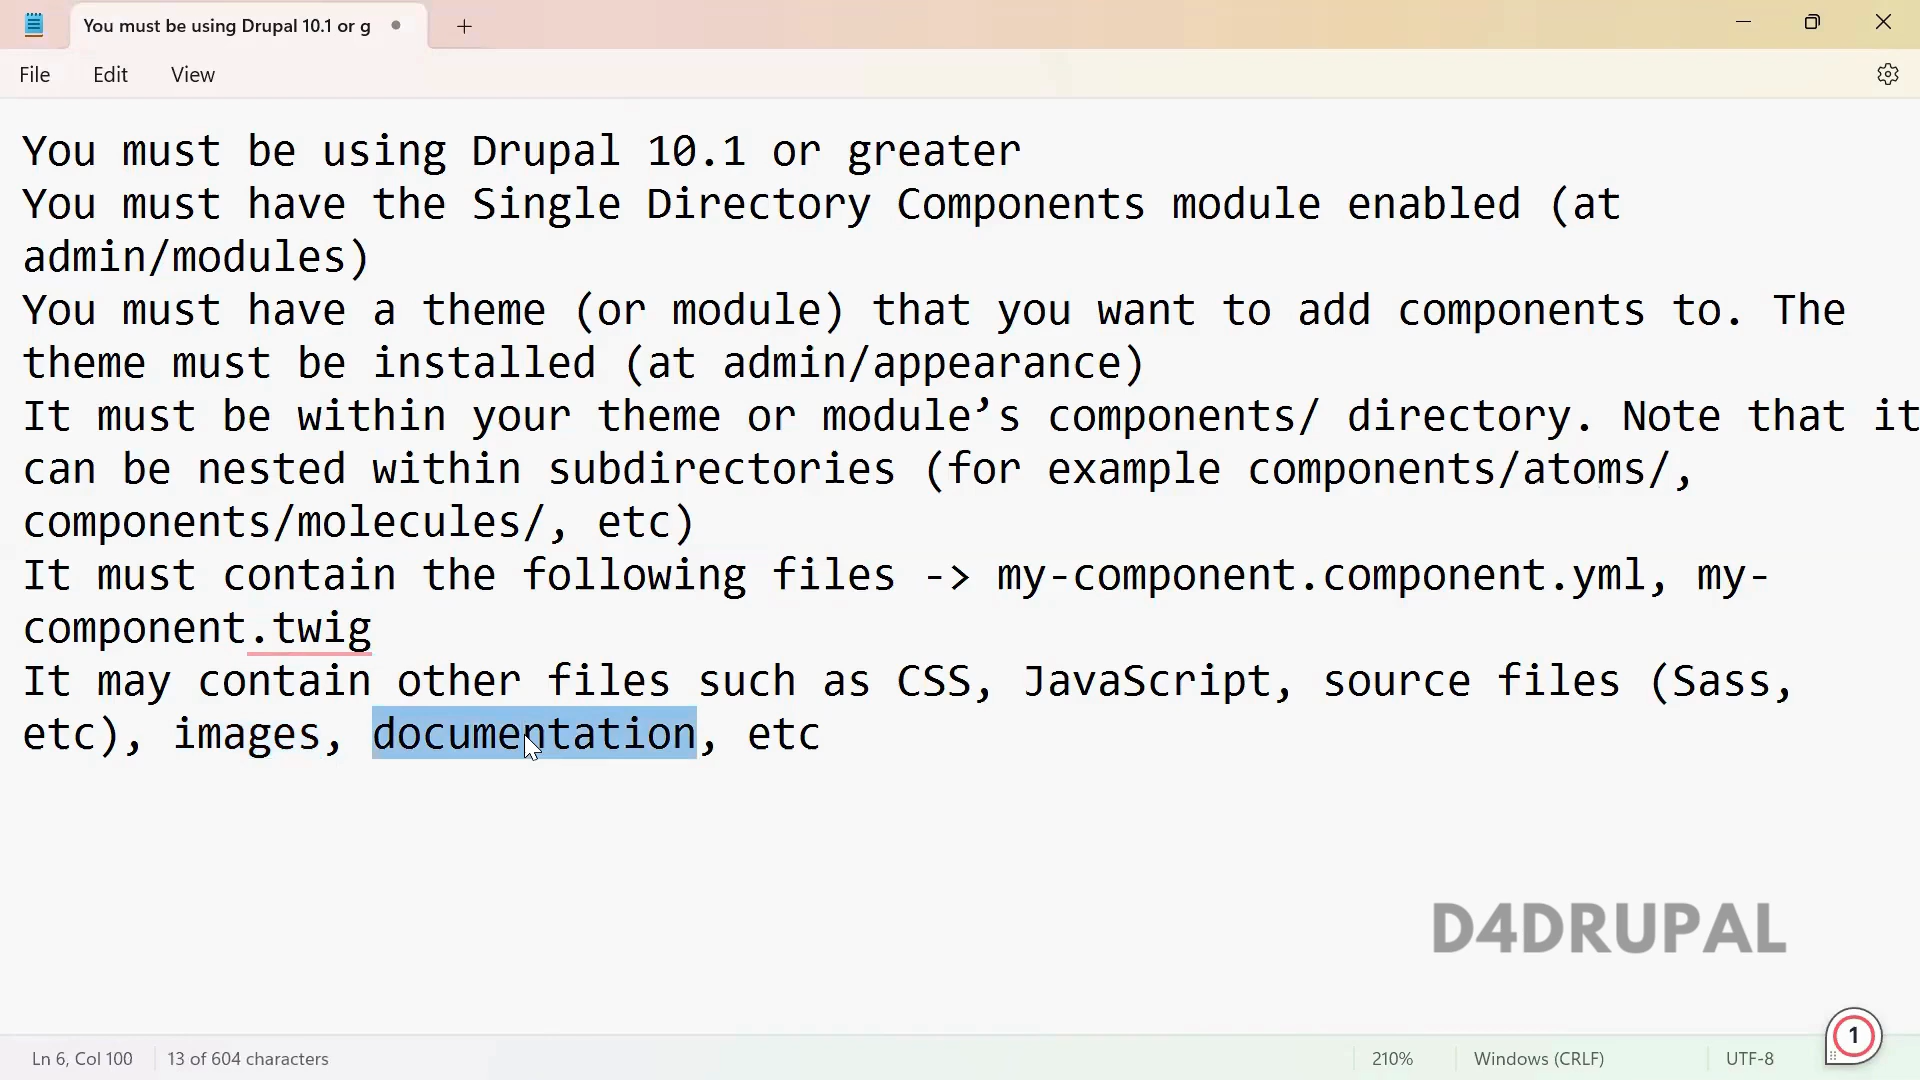 You must be using Drupal 10.1 or g
File Edit View
You must be using Drupal 10.1 or greater
You must have the Single Directory Components module enabled (at
admin/modules)
You must have a theme (or module) that you want to add components to. The
theme must be installed (at admin/appearance)
It must be within your theme or module’s components/ directory. Note that it
can be nested within subdirectories (for example components/atoms/,
components/molecules/, etc)
It must contain the following files -> my-component.component.yml, my-
component.twig
It may contain other files such as CSS, JavaScript, source files (Sass,
etc), images, documentation, etc
D4DRUPAL
1
Ln 6, Col 100 13 of 604 characters 210% Windows (CRLF) UTF-8